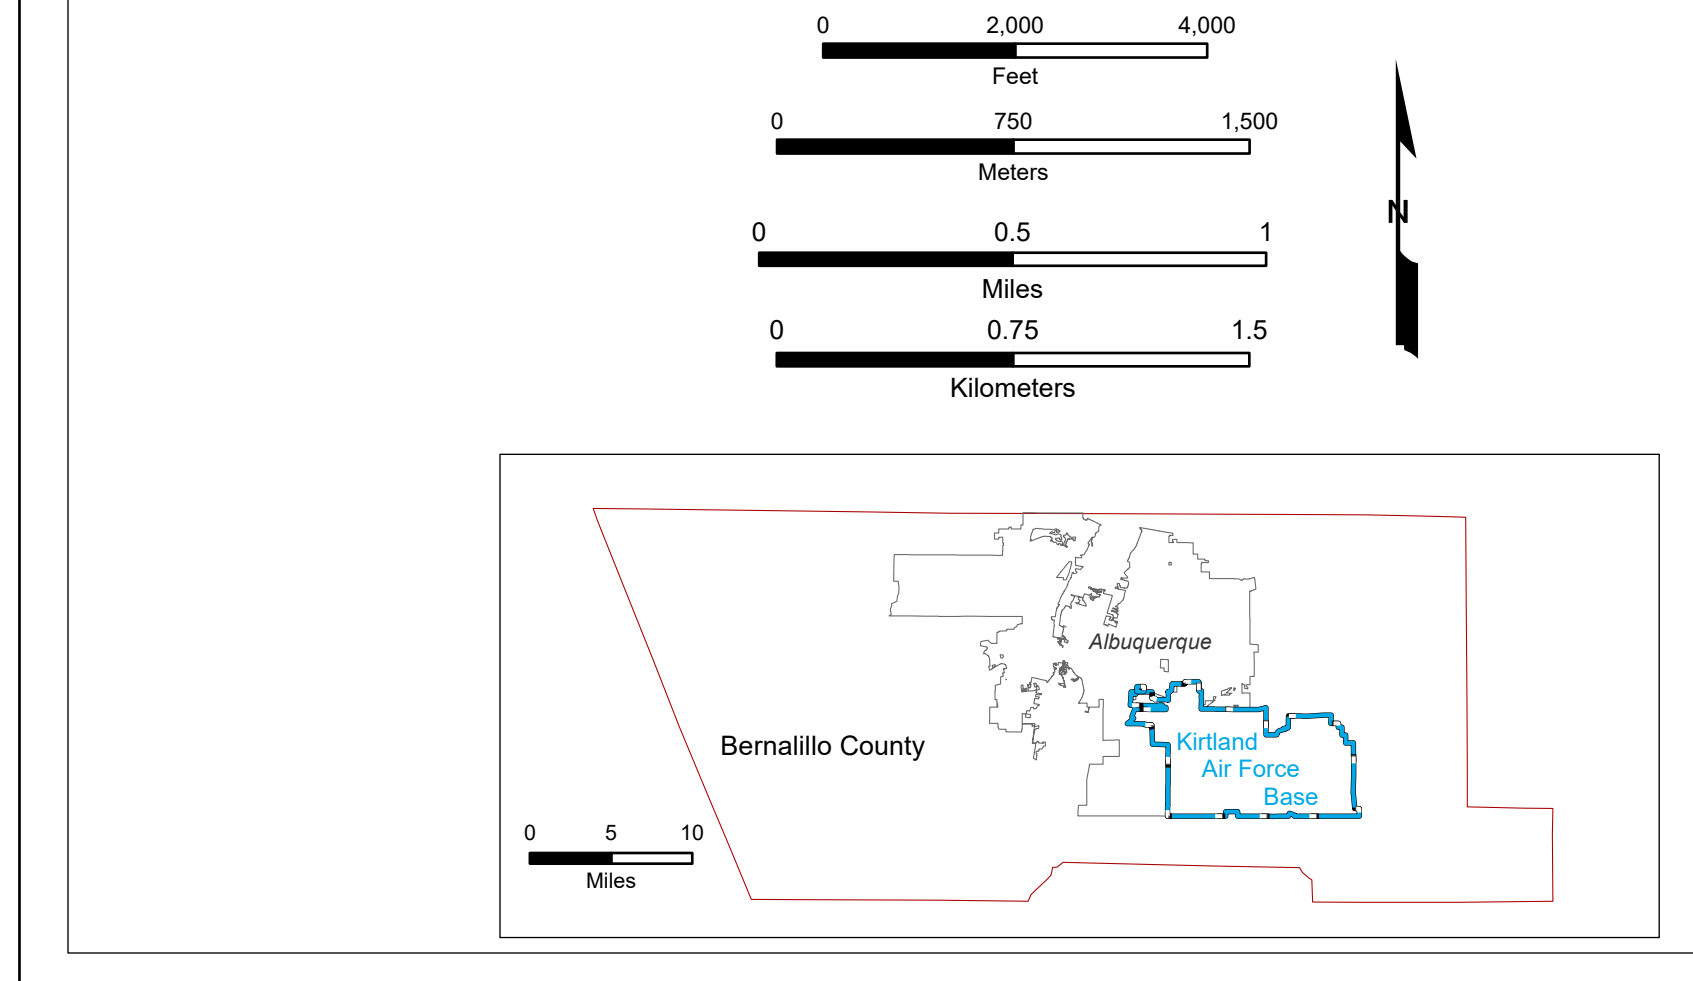 0 2,000 4,000
Feet
0 750 1,500
Meters
N
0 0.5 1
Miles
0 0.75 1.5
Kilometers
Albuquerque
Bernalillo County
Kirtland
Air Force
Base
0 5 10
Miles